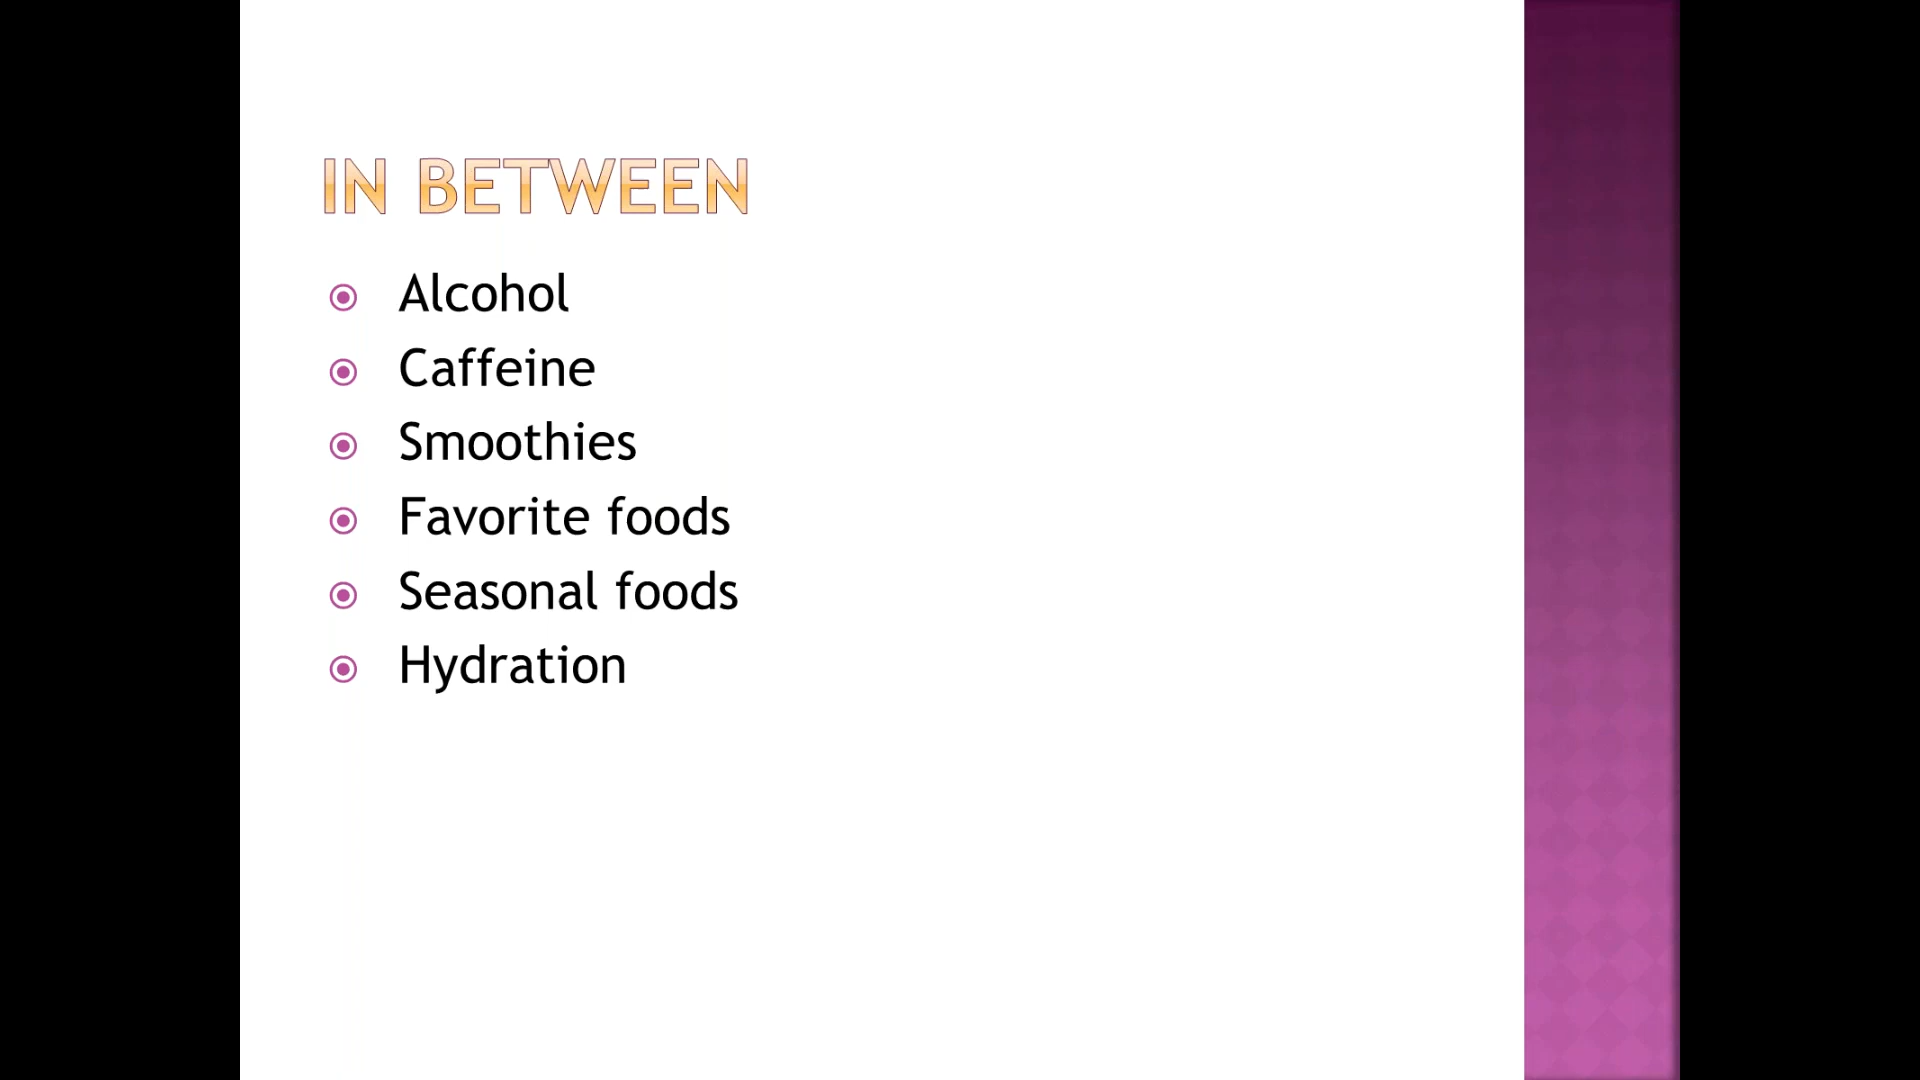 IN BETWEEN
Alcohol
Caffeine
Smoothies
Favorite foods
Seasonal foods
Hydration